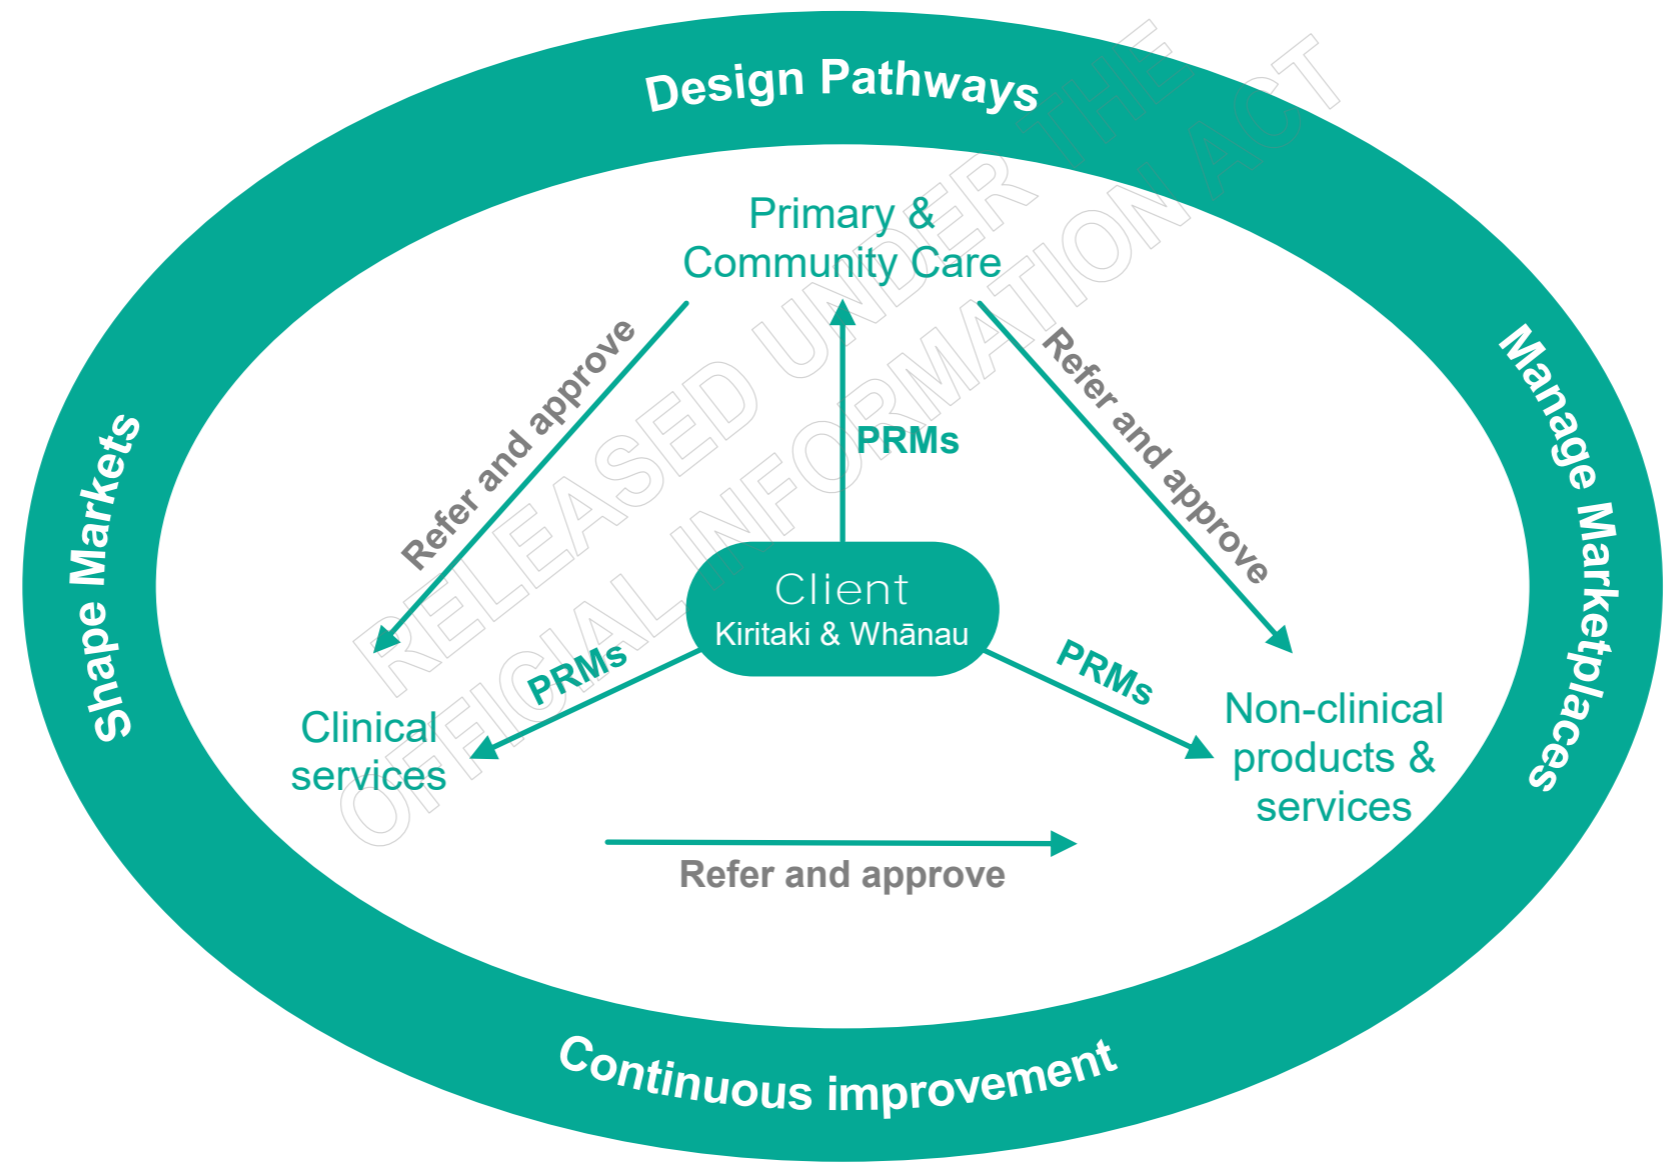 Design Pathways
Primary &
Community Care
Refer and approve
PRMs
Refer and approve
Shape Markets
Manage Marketplaces
Client
Kiritaki & Whānau
PRMs
PRMs
Clinical
services
Non-clinical
products &
services
Refer and approve
Continuous improvement
RELEASED UNDER THE
OFFICIAL INFORMATION ACT